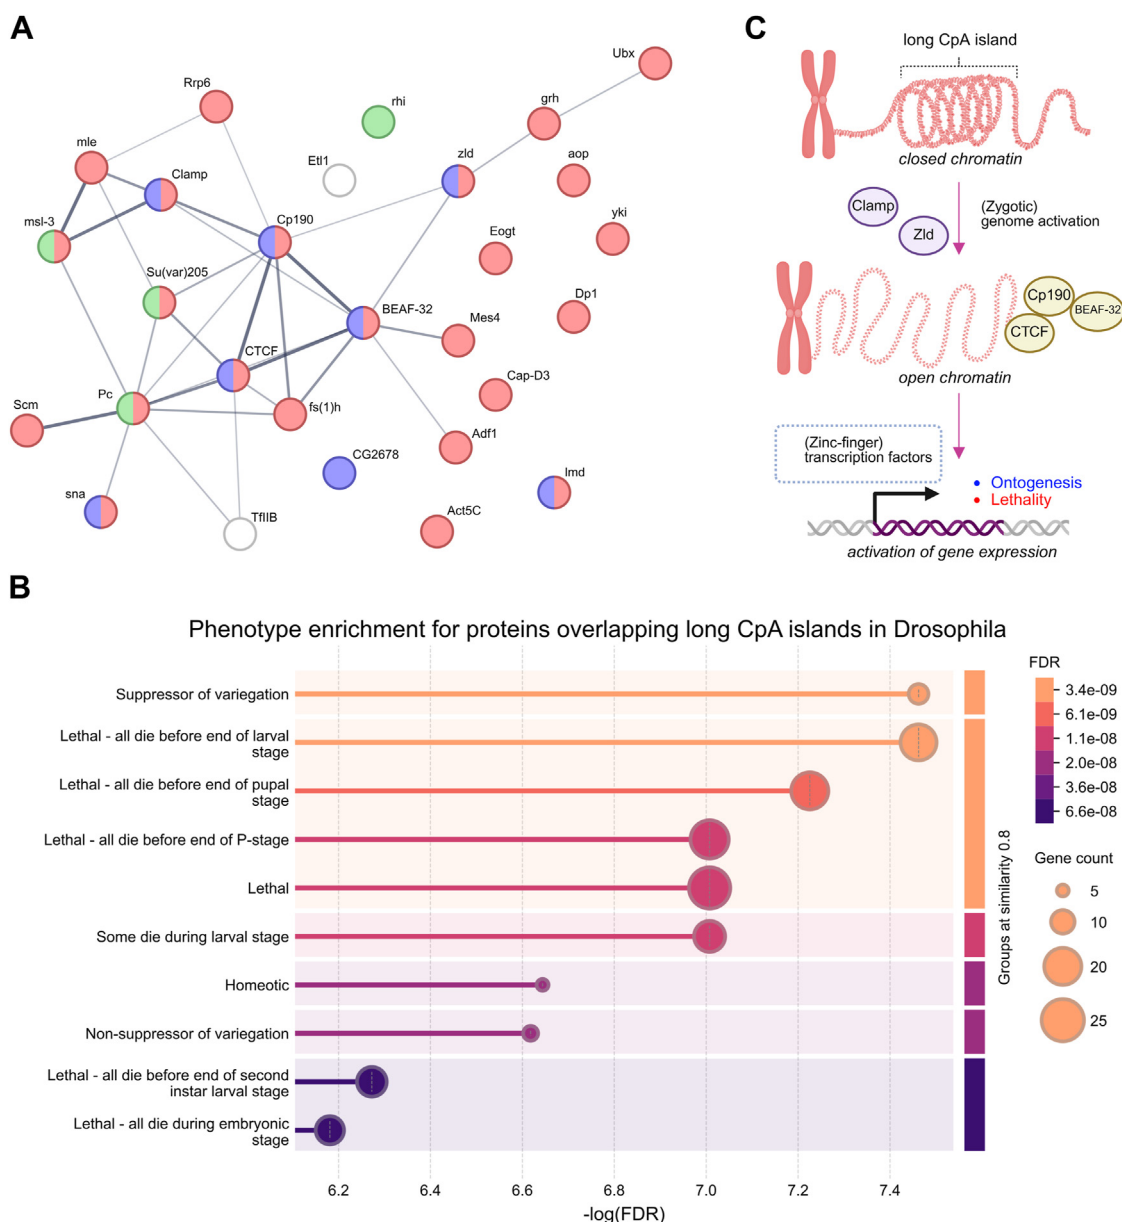 A
Ubx
Rrp6
rhi
grh
mle
Etl1
zld
aop
Clamp
msl-3
Cp190
yki
Eogt
Su(var)205
BEAF-32
Dp1
Mes4
CTCF
Cap-D3
Pc
Scm
fs(1)h
Adf1
CG2678
lmd
sna
TfIIB
Act5C
C
long CpA island
closed chromatin
Clamp
Zld
(Zygotic)
genome activation
Cp190
BEAF-32
CTCF
open chromatin
(Zinc-finger)
transcription factors
• Ontogenesis
• Lethality
activation of gene expression
B
Phenotype enrichment for proteins overlapping long CpA islands in Drosophila
Suppressor of variegation
Lethal - all die before end of larval
stage
Lethal - all die before end of pupal
stage
Lethal - all die before end of P-stage
Lethal
Some die during larval stage
Homeotic
Non-suppressor of variegation
Lethal - all die before end of second
instar larval stage
Lethal - all die during embryonic
stage
6.2 6.4 6.6 6.8 7.0 7.2 7.4
-log(FDR)
Groups at similarity 0.8
FDR
3.4e-09
6.1e-09
1.1e-08
2.0e-08
3.6e-08
6.6e-08
Gene count
5
10
20
25